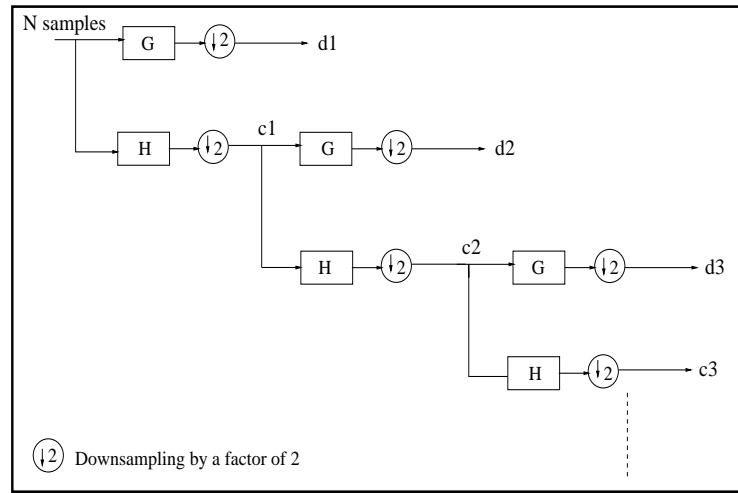 N samples
G ↓2 d1
H ↓2 c1 G ↓2 d2
H ↓2 c2 G ↓2 d3
H ↓2 c3
↓2 Downsampling by a factor of 2